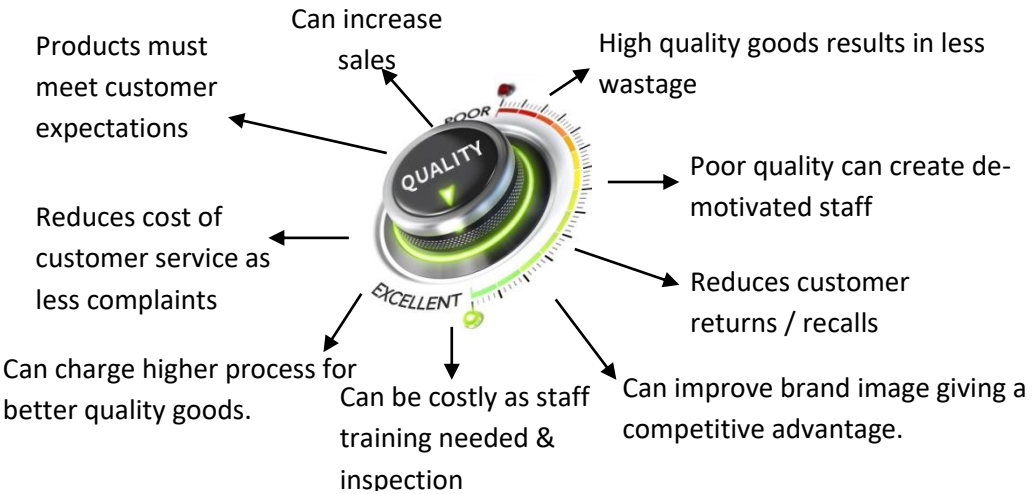 Can increase
sales
Products must
meet customer
expectations
High quality goods results in less
wastage
POOR
QUALITY
EXCELLENT
Poor quality can create de-
motivated staff
Reduces cost of
customer service as
less complaints
Reduces customer
returns / recalls
Can charge higher process for
better quality goods.
Can be costly as staff
training needed &
inspection
Can improve brand image giving a
competitive advantage.